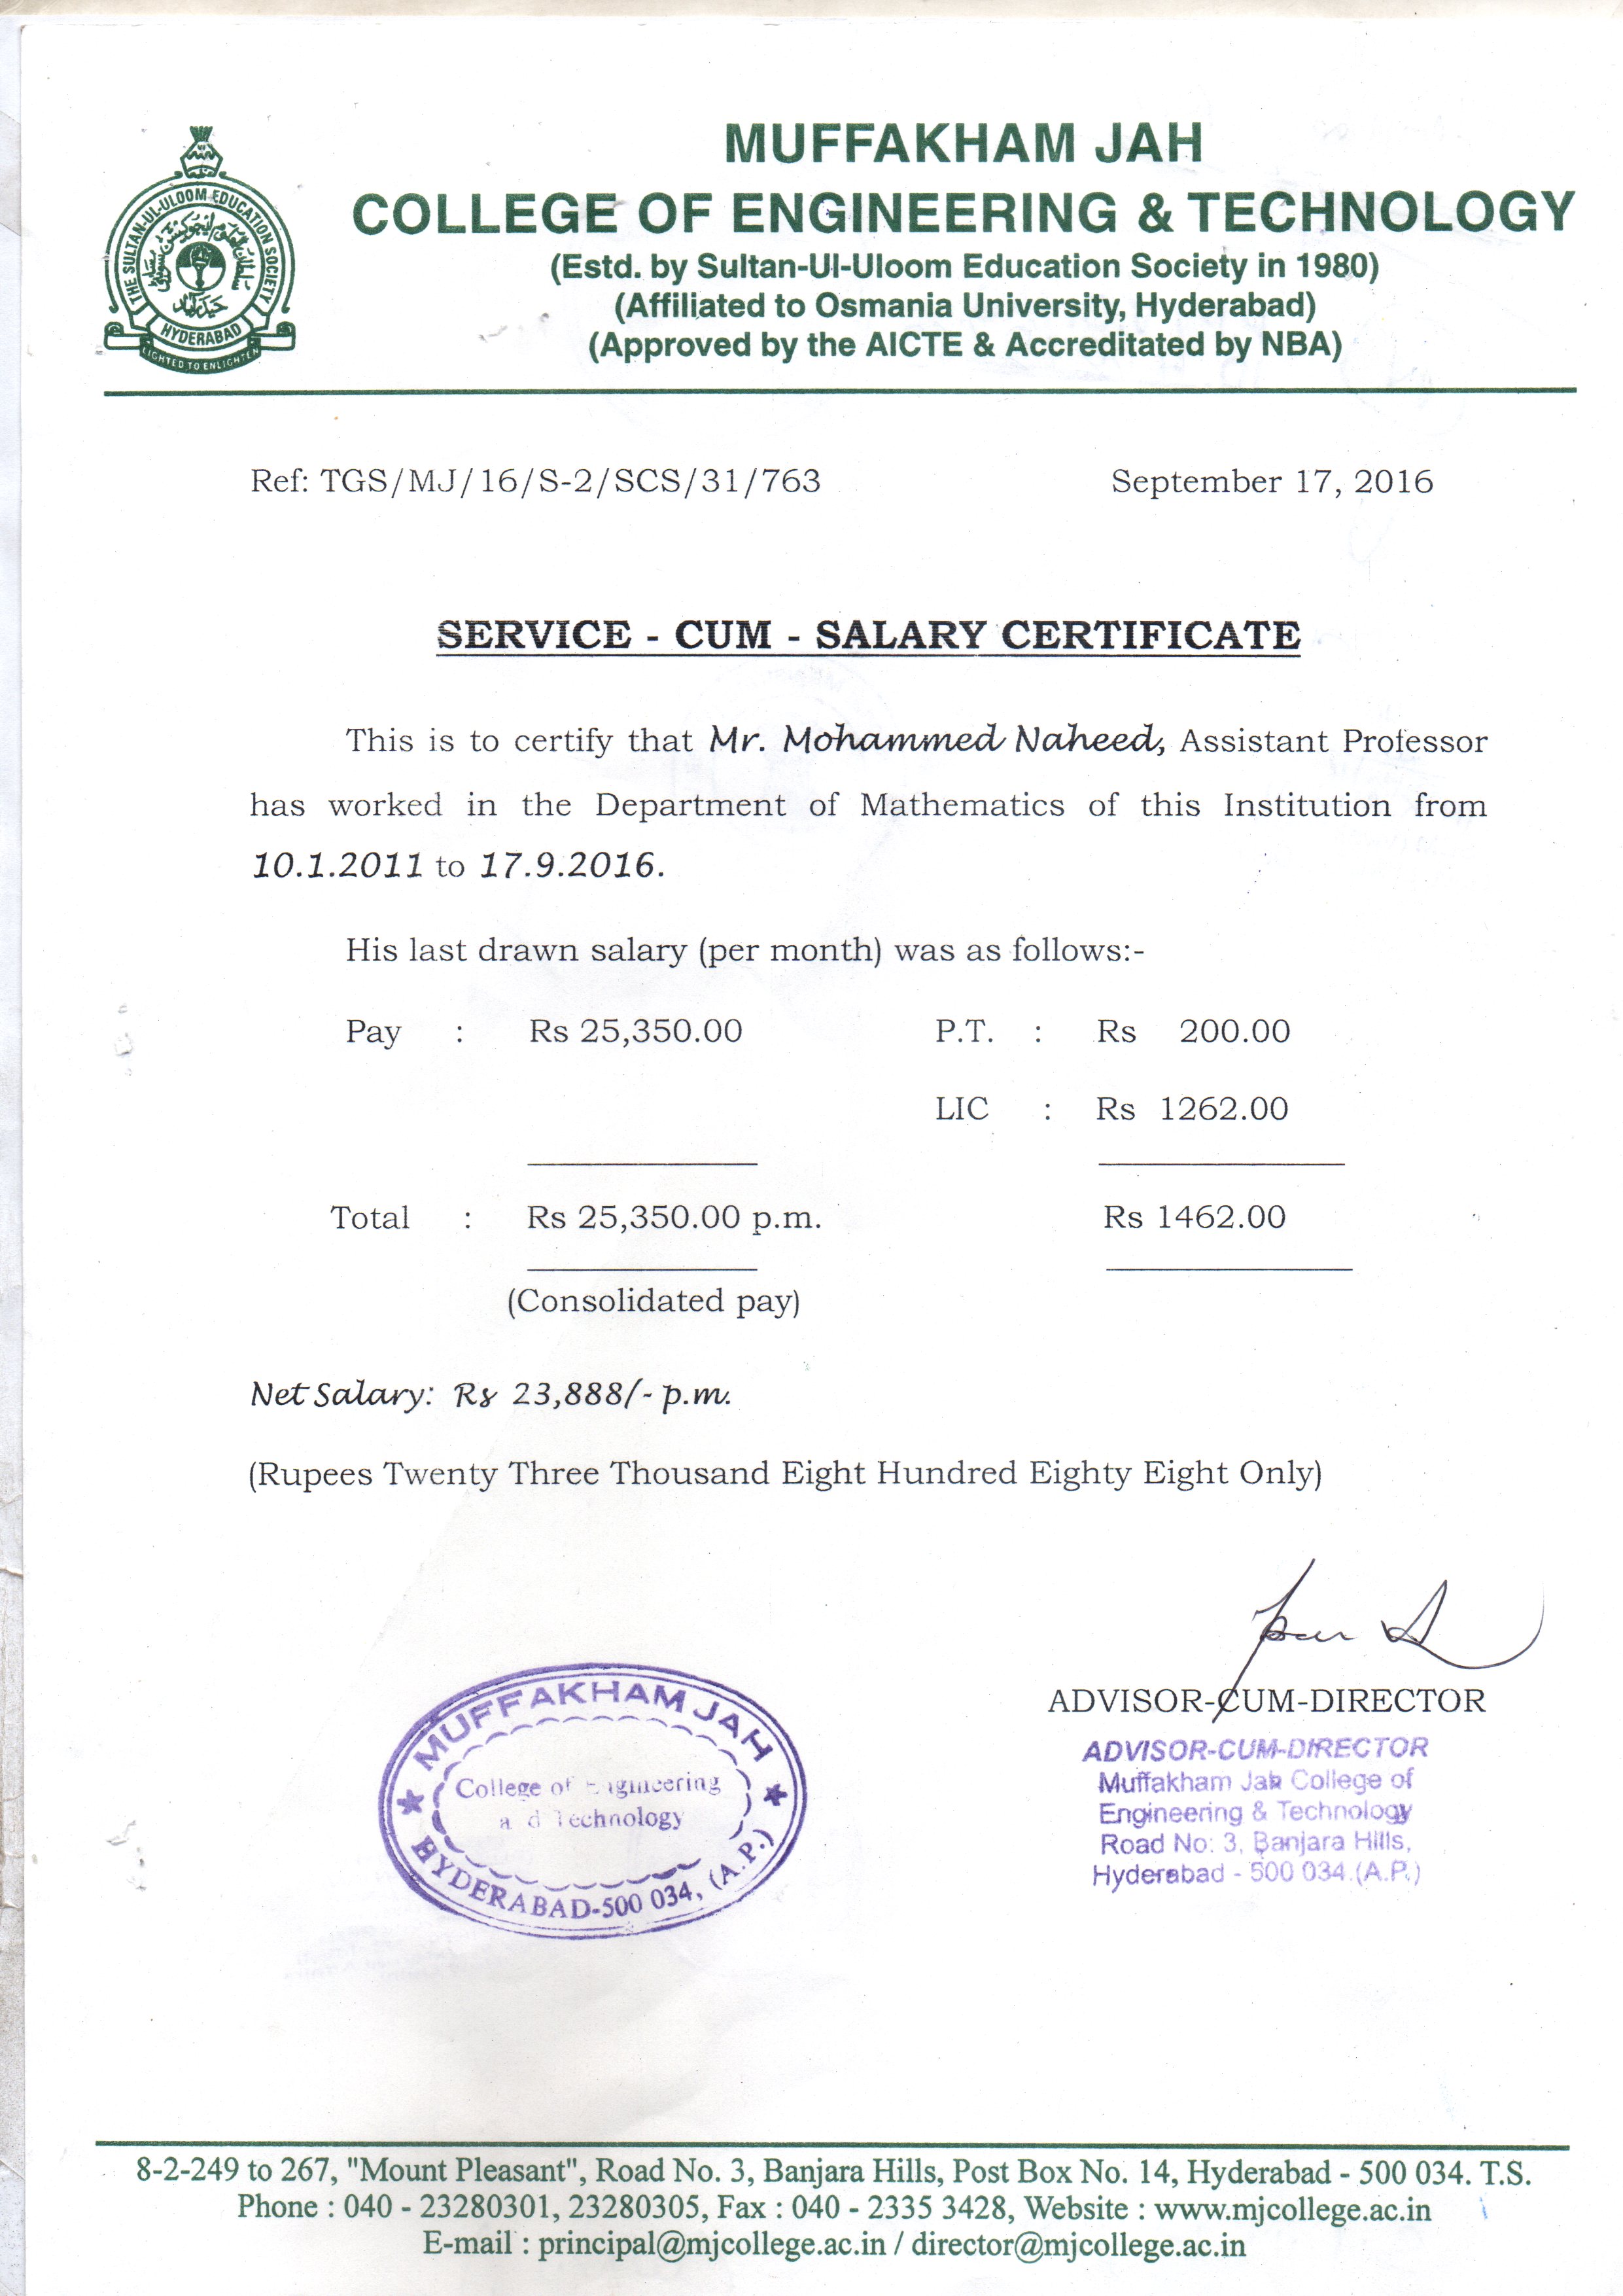 MUFFAKHAM JAH
COLLEGE OF ENGINEERING & TECHNOLOGY
(Estd. by Sultan-Ul-Uloom Education Society in 1980)
(Affiliated to Osmania University, Hyderabad)
(Approved by the AICTE & Accreditated by NBA)
THE SULTAN-UL-ULOOM EDUCATION SOCIETY
HYDERABAD
LIGHTED TO ENLIGHTEN
Ref: TGS/MJ/16/S-2/SCS/31/763 September 17, 2016
SERVICE - CUM - SALARY CERTIFICATE
This is to certify that Mr. Mohammed Naheed, Assistant Professor
has worked in the Department of Mathematics of this Institution from
10.1.2011 to 17.9.2016.
His last drawn salary (per month) was as follows:-
Pay : Rs 25,350.00 P.T. : Rs 200.00
LIC : Rs 1262.00
Total : Rs 25,350.00 p.m. Rs 1462.00
(Consolidated pay)
Net Salary: Rs 23,888/- p.m.
(Rupees Twenty Three Thousand Eight Hundred Eighty Eight Only)
ADVISOR-CUM-DIRECTOR
ADVISOR-CUM-DIRECTOR
Muffakham Jah College of
Engineering & Technology
Road No: 3, Banjara Hills,
Hyderabad - 500 034.(A.P.)
MUFFAKHAM JAH
College of Engineering
and Technology
HYDERABAD-500 034, (A.P.)
8-2-249 to 267, "Mount Pleasant", Road No. 3, Banjara Hills, Post Box No. 14, Hyderabad - 500 034. T.S.
Phone : 040 - 23280301, 23280305, Fax : 040 - 2335 3428, Website : www.mjcollege.ac.in
E-mail : principal@mjcollege.ac.in / director@mjcollege.ac.in